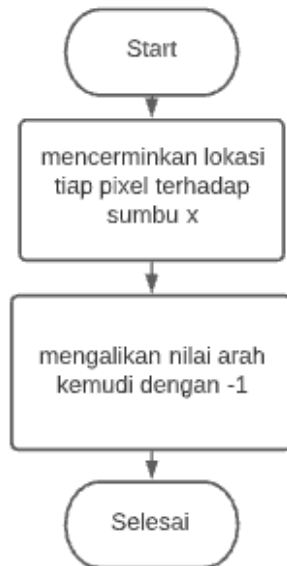 Start
mencerminkan lokasi
tiap pixel terhadap
sumbu x
mengalikan nilai arah
kemudi dengan -1
Selesai